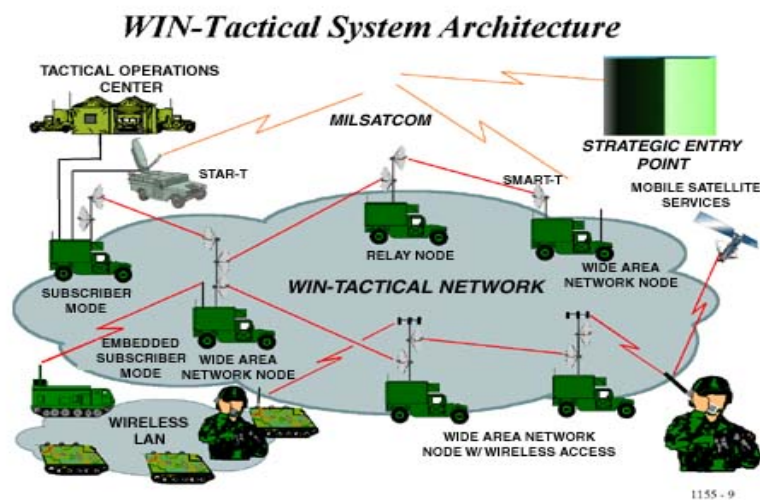 WIN-Tactical System Architecture
TACTICAL OPERATIONS
CENTER
MILSATCOM
STRATEGIC ENTRY
POINT
STAR-T
SMART-T
MOBILE SATELLITE
SERVICES
RELAY NODE
WIDE AREA
NETWORK NODE
SUBSCRIBER
MODE
WIN-TACTICAL NETWORK
EMBEDDED
SUBSCRIBER
MODE
WIDE AREA
NETWORK NODE
WIRELESS
LAN
WIDE AREA NETWORK
NODE W/ WIRELESS ACCESS
1155 - 9